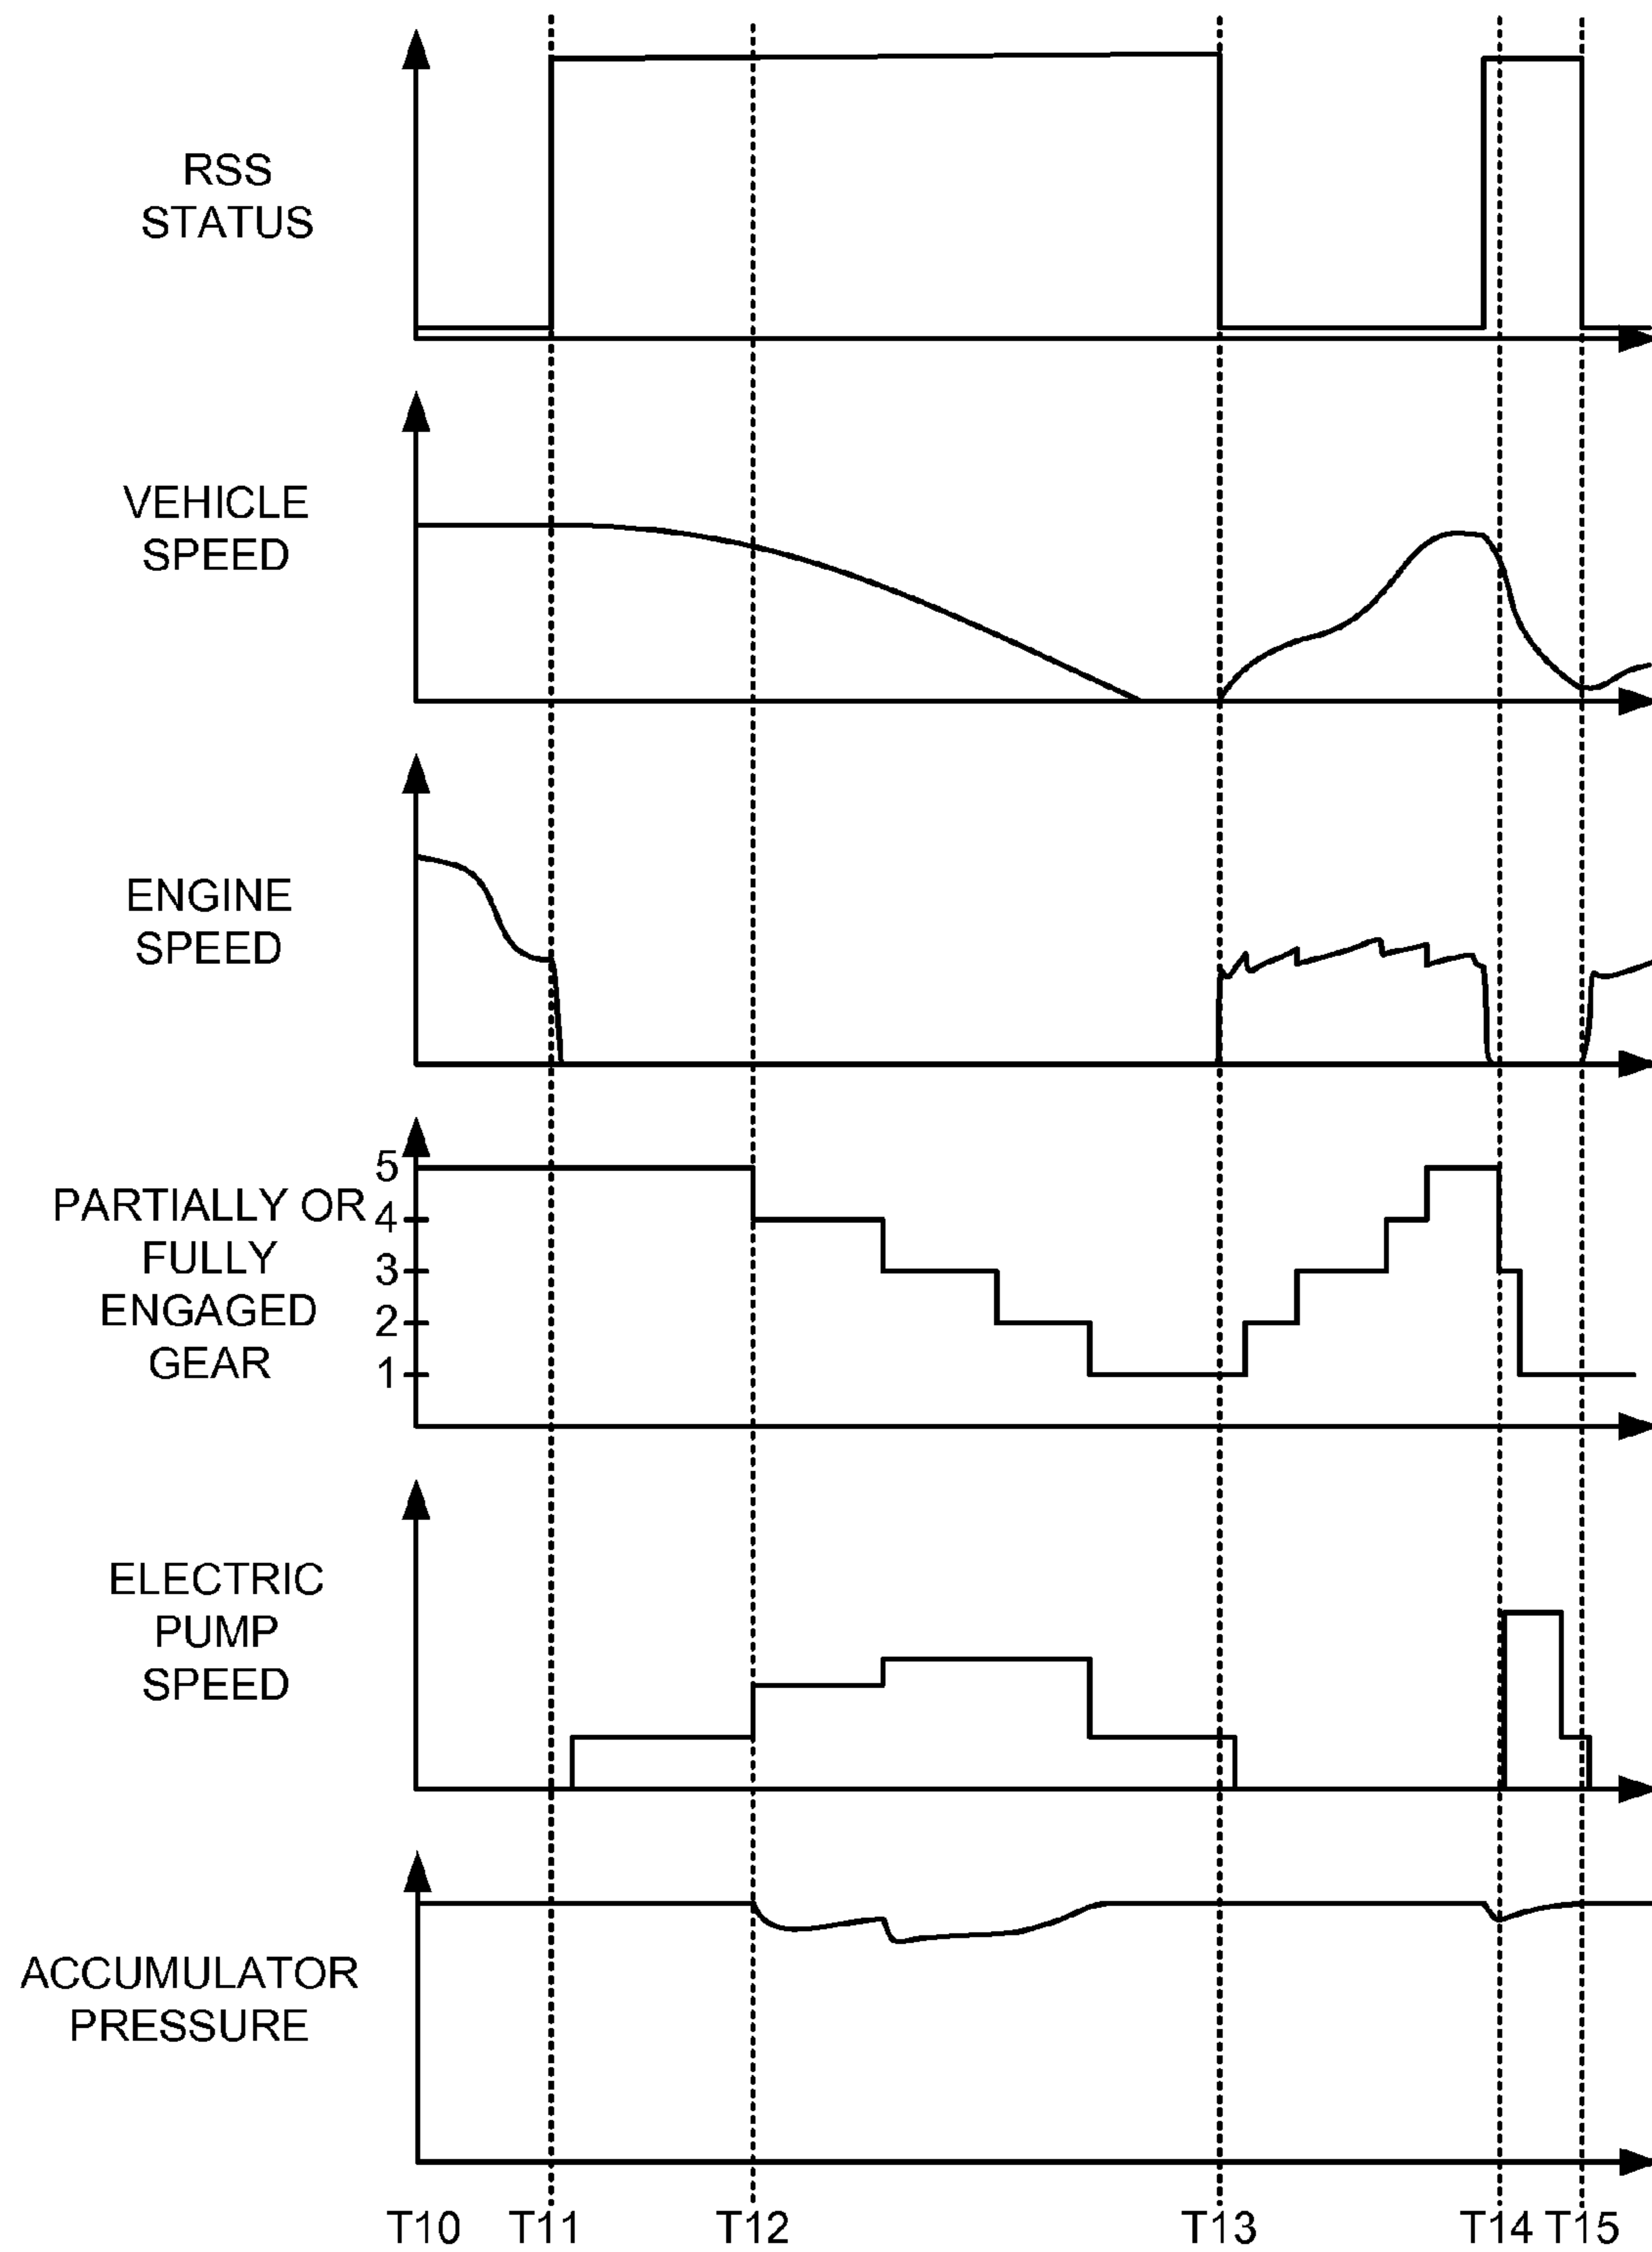 RSS
STATUS
VEHICLE
SPEED
ENGINE
SPEED
PARTIALLY OR
FULLY
ENGAGED
GEAR
5
4
3
2
1
ELECTRIC
PUMP
SPEED
ACCUMULATOR
PRESSURE
T10 T11 T12 T13 T14 T15